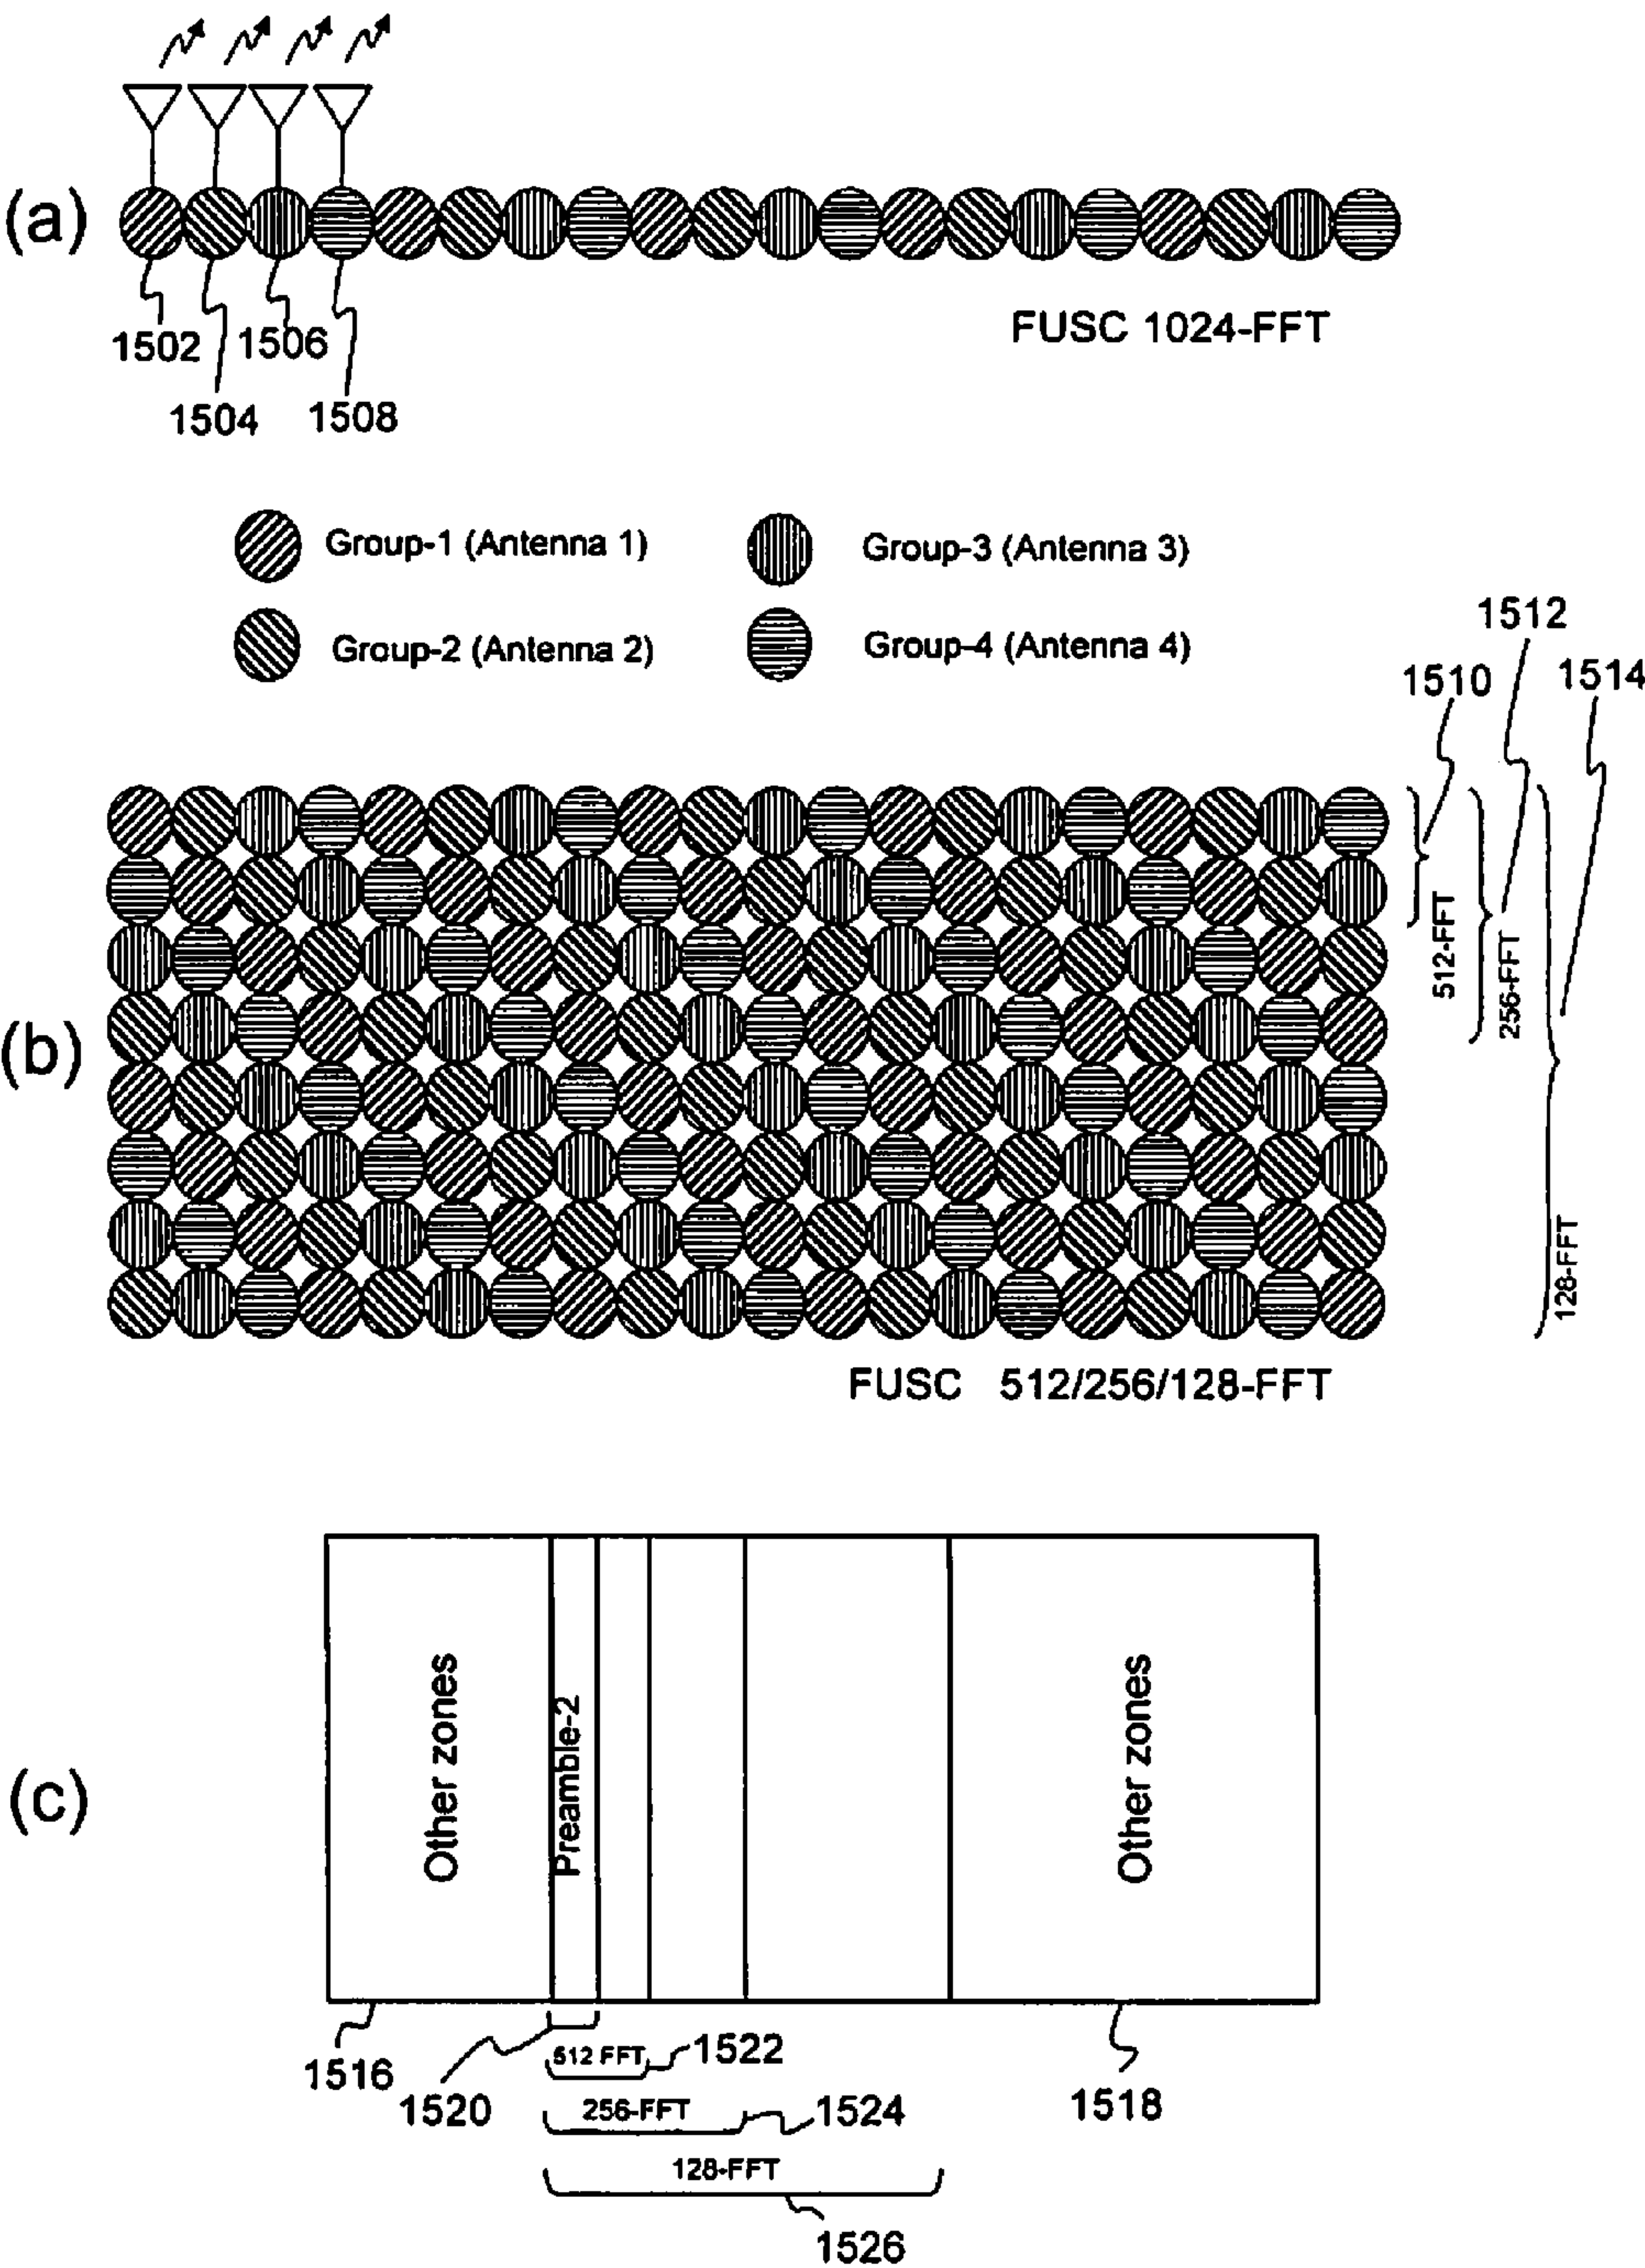 (a)
1502
1506
1504
1508
FUSC 1024-FFT
Group-1 (Antenna 1)
Group-3 (Antenna 3)
Group-2 (Antenna 2)
Group-4 (Antenna 4)
1512
1510
1514
(b)
512-FFT
256-FFT
128-FFT
FUSC 512/256/128-FFT
(c)
Other zones
Preamble-2
Other zones
1516
1520
512 FFT
1522
256-FFT
1524
1518
128-FFT
1526